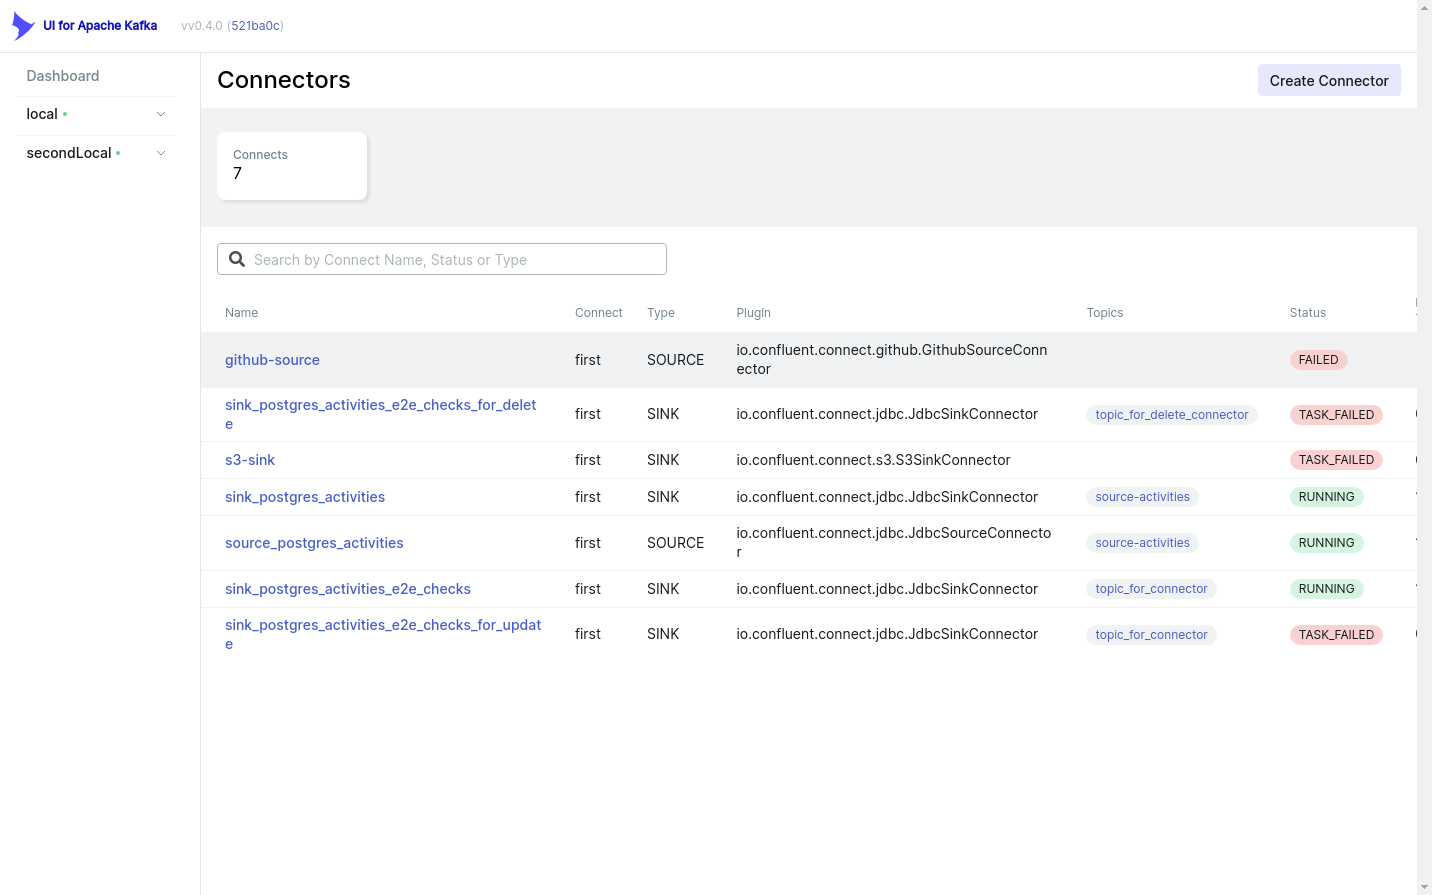 UI for Apache Kafka vv0.4.0 (521ba0c)
Dashboard
local
secondLocal
Connectors
Create Connector
Connects
7
Search by Connect Name, Status or Type
Name Connect Type Plugin Topics Status
github-source first SOURCE io.confluent.connect.github.GithubSourceConn
ector FAILED
sink_postgres_activities_e2e_checks_for_delet
e first SINK io.confluent.connect.jdbc.JdbcSinkConnector topic_for_delete_connector TASK_FAILED
s3-sink first SINK io.confluent.connect.s3.S3SinkConnector TASK_FAILED
sink_postgres_activities first SINK io.confluent.connect.jdbc.JdbcSinkConnector source-activities RUNNING
source_postgres_activities first SOURCE io.confluent.connect.jdbc.JdbcSourceConnecto
r source-activities RUNNING
sink_postgres_activities_e2e_checks first SINK io.confluent.connect.jdbc.JdbcSinkConnector topic_for_connector RUNNING
sink_postgres_activities_e2e_checks_for_updat
e first SINK io.confluent.connect.jdbc.JdbcSinkConnector topic_for_connector TASK_FAILED